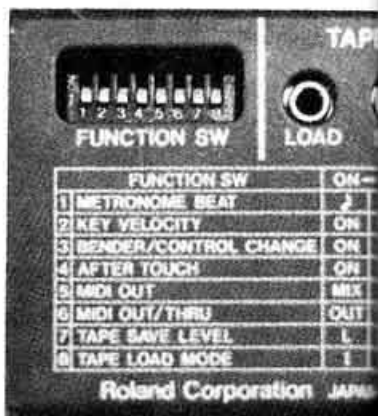 TAP
1 2 3 4 5 6 7 8
FUNCTION SW
LOAD
FUNCTION SW ON
1 METRONOME BEAT ♪
2 KEY VELOCITY ON
3 BENDER/CONTROL CHANGE ON
4 AFTER TOUCH ON
5 MIDI OUT MIX
6 MIDI OUT/THRU OUT
7 TAPE SAVE LEVEL L
8 TAPE LOAD MODE 1
Roland Corporation JAPA